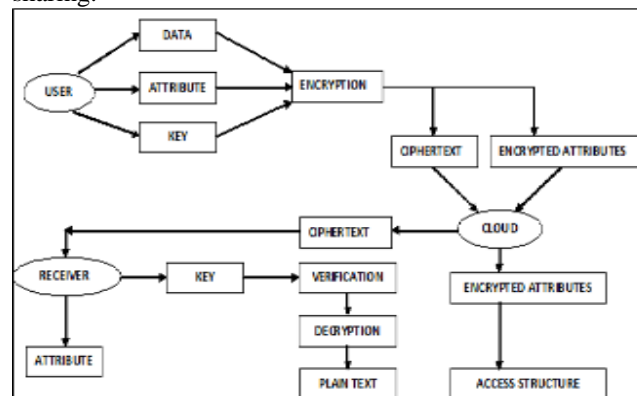 sharing.
DATA
USER
ATTRIBUTE
ENCRYPTION
KEY
CIPHERTEXT
ENCRYPTED ATTRIBUTES
CIPHERTEXT
CLOUD
RECEIVER
KEY
VERIFICATION
ENCRYPTED ATTRIBUTES
DECRYPTION
ATTRIBUTE
PLAIN TEXT
ACCESS STRUCTURE